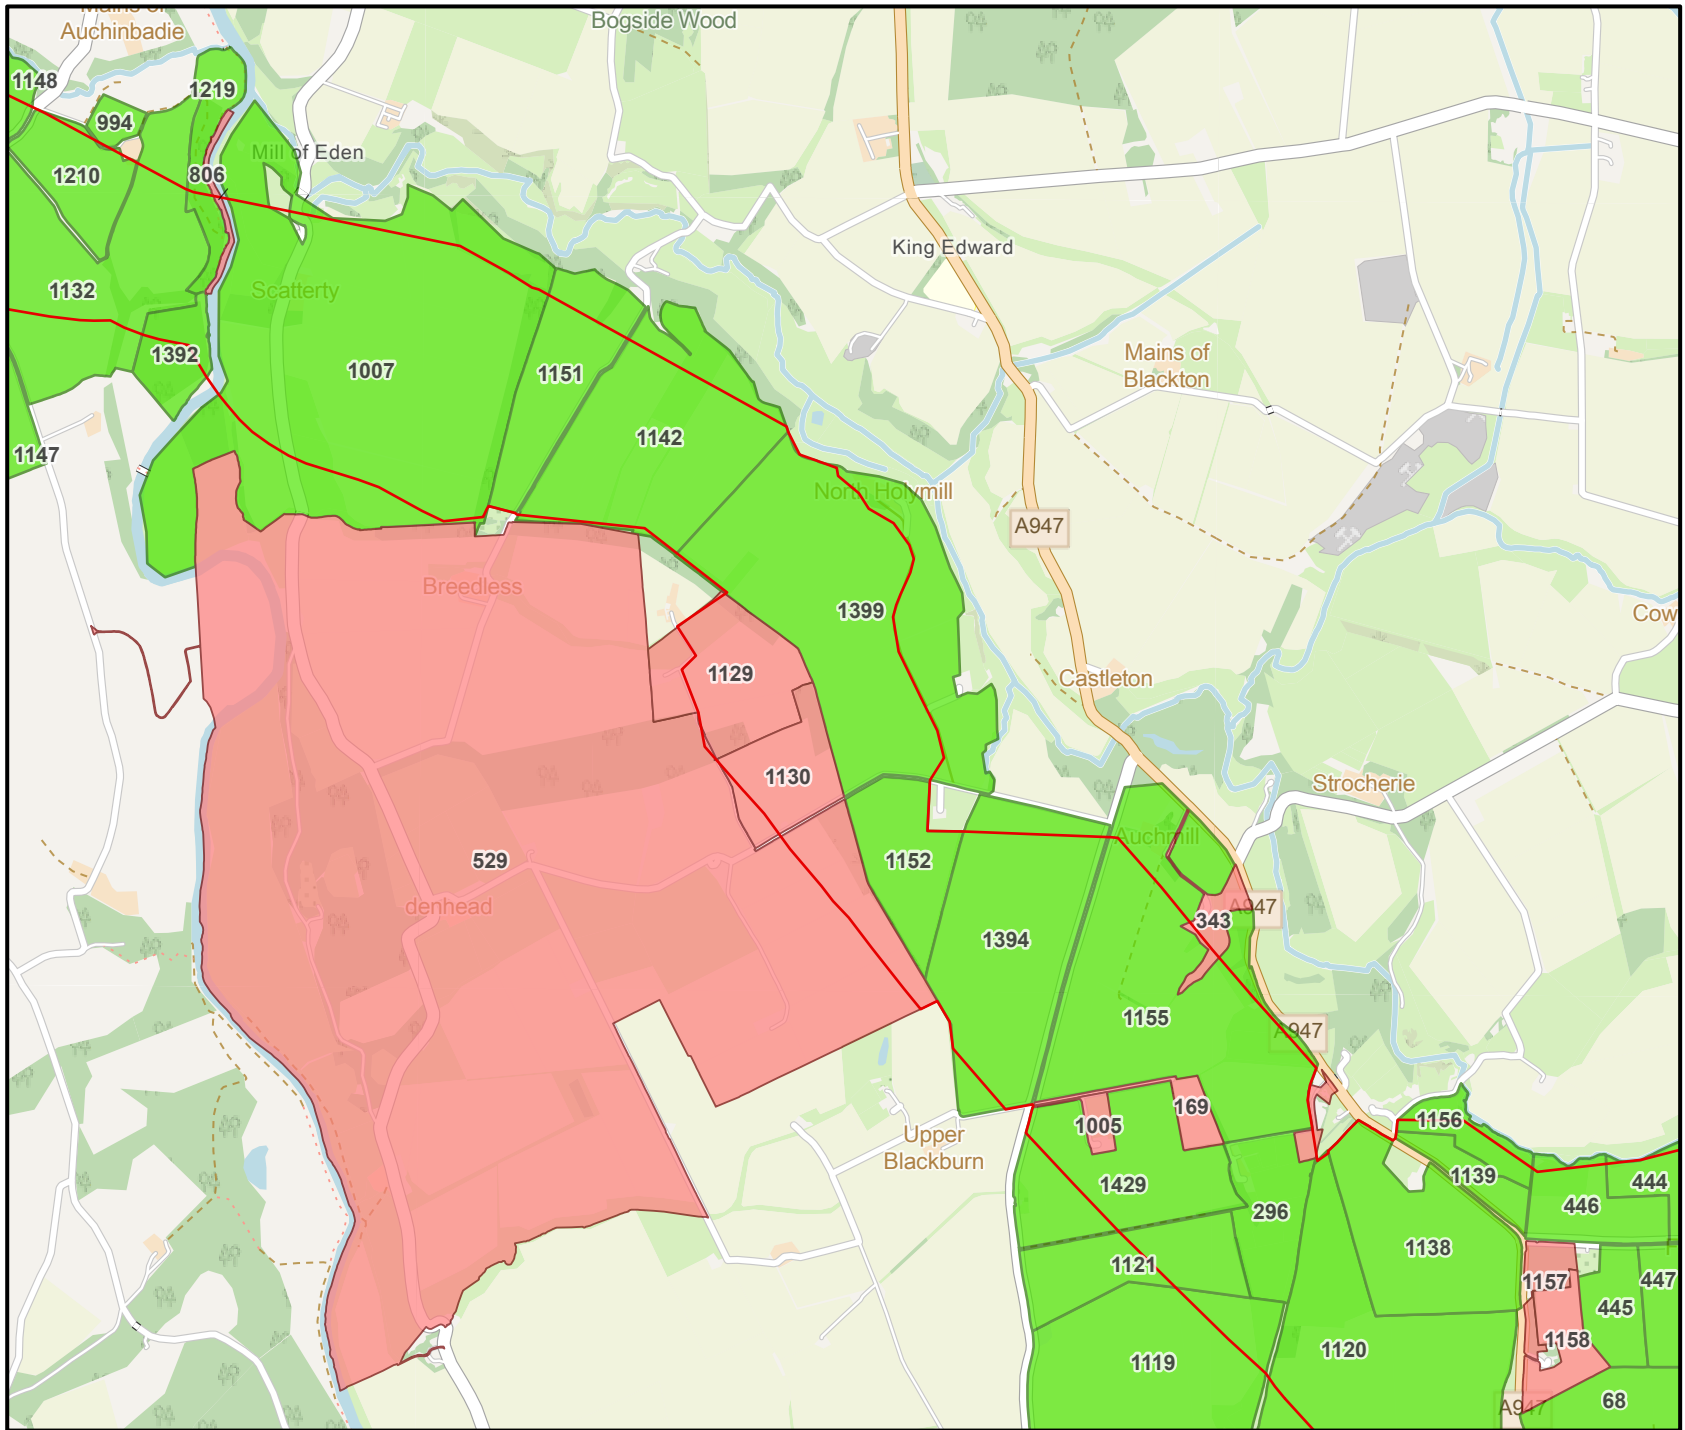 Mains of
Auchinbadie
Bogside Wood
1148
1219
994
Mill of Eden
1210
806
King Edward
1132
Scatterty
1392
1007
1151
Mains of
Blackton
1142
1147
North Holymill
A947
Breedless
1399
Cow
1129
Castleton
1130
Strocherie
Auchmill
529
1152
denhead
A947
343
1394
1155
A947
169
1005
1156
Upper
Blackburn
1429
1139
444
446
296
1138
1121
1157
447
445
1158
1120
1119
68
A947